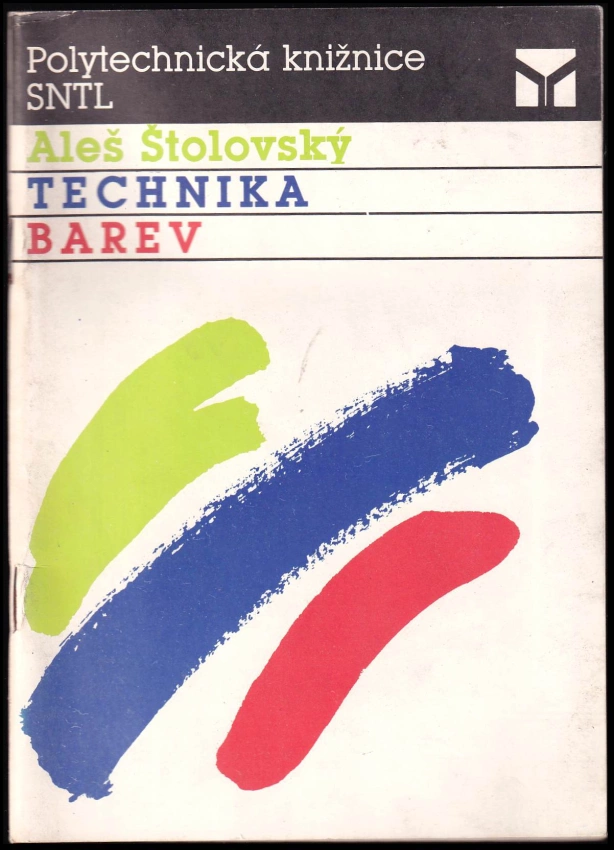 Polytechnická knižnice
SNTL
Aleš Štolovský
TECHNIKA
BAREV